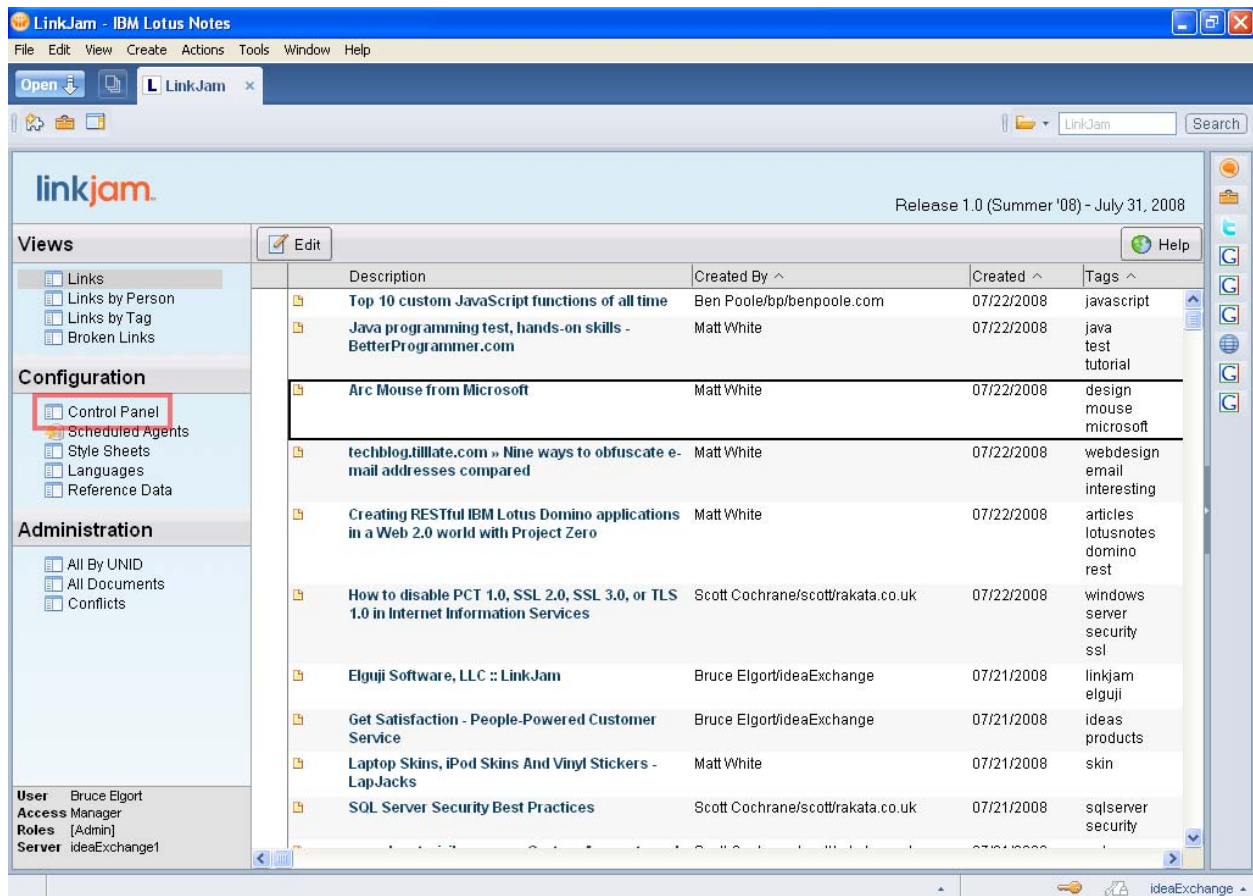 LinkJam - IBM Lotus Notes
File Edit View Create Actions Tools Window Help
Open
L LinkJam ×
LinkJam Search
linkjam
Release 1.0 (Summer '08) - July 31, 2008
Views
Links
Links by Person
Links by Tag
Broken Links
Configuration
Control Panel
Scheduled Agents
Style Sheets
Languages
Reference Data
Administration
All By UNID
All Documents
Conflicts
User Bruce Elgort
Access Manager
Roles [Admin]
Server ideaExchange1
Edit Help
Description Created By Created Tags
Top 10 custom JavaScript functions of all time Ben Poole/bp/benpoole.com 07/22/2008 javascript
Java programming test, hands-on skills - Matt White 07/22/2008 java
BetterProgrammer.com test
tutorial
Arc Mouse from Microsoft Matt White 07/22/2008 design
mouse
microsoft
techblog.tilllate.com » Nine ways to obfuscate e- Matt White 07/22/2008 webdesign
mail addresses compared email
interesting
Creating RESTful IBM Lotus Domino applications Matt White 07/22/2008 articles
in a Web 2.0 world with Project Zero lotusnotes
domino
rest
How to disable PCT 1.0, SSL 2.0, SSL 3.0, or TLS Scott Cochrane/scott/rakata.co.uk 07/22/2008 windows
1.0 in Internet Information Services server
security
ssl
Elguji Software, LLC :: LinkJam Bruce Elgort/ideaExchange 07/21/2008 linkjam
elguji
Get Satisfaction - People-Powered Customer Bruce Elgort/ideaExchange 07/21/2008 ideas
Service products
Laptop Skins, iPod Skins And Vinyl Stickers - Matt White 07/21/2008 skin
LapJacks
SQL Server Security Best Practices Scott Cochrane/scott/rakata.co.uk 07/21/2008 sqlserver
security
ideaExchange